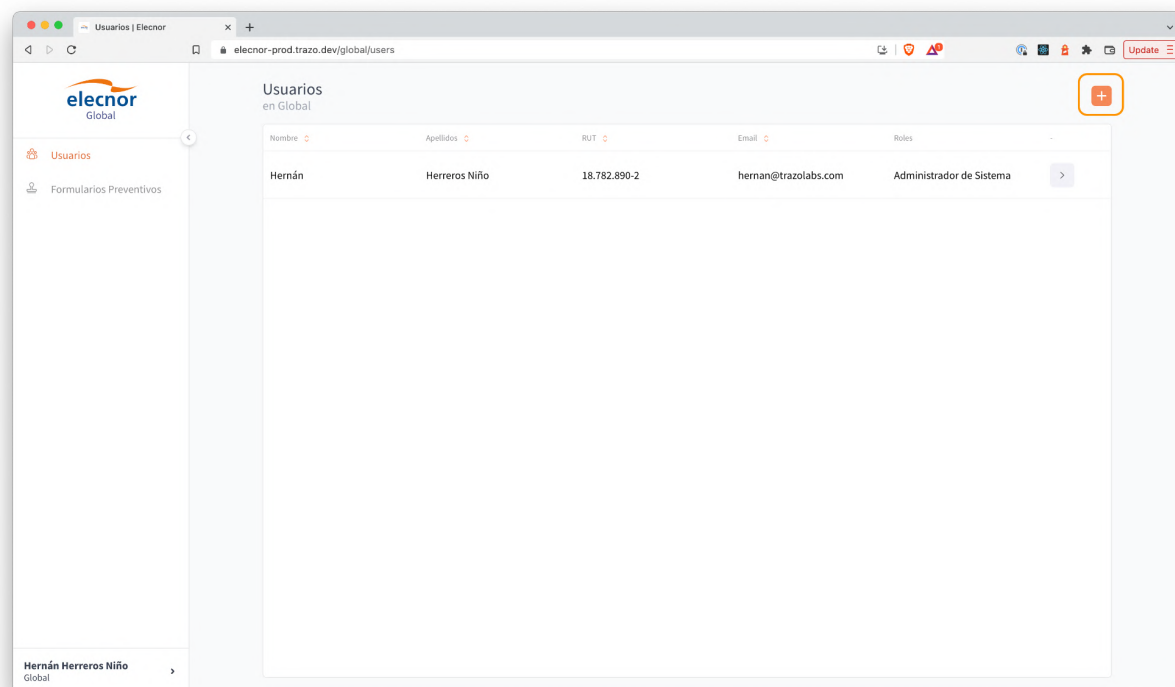 Usuarios | Elecnor
elecnor-prod.trazo.dev/global/users
Update
elecnor
Global
Usuarios
Formularios Preventivos
Usuarios
en Global
Nombre Apellidos RUT Email Roles -
Hernán Herreros Niño 18.782.890-2 hernan@trazolabs.com Administrador de Sistema
Hernán Herreros Niño
Global